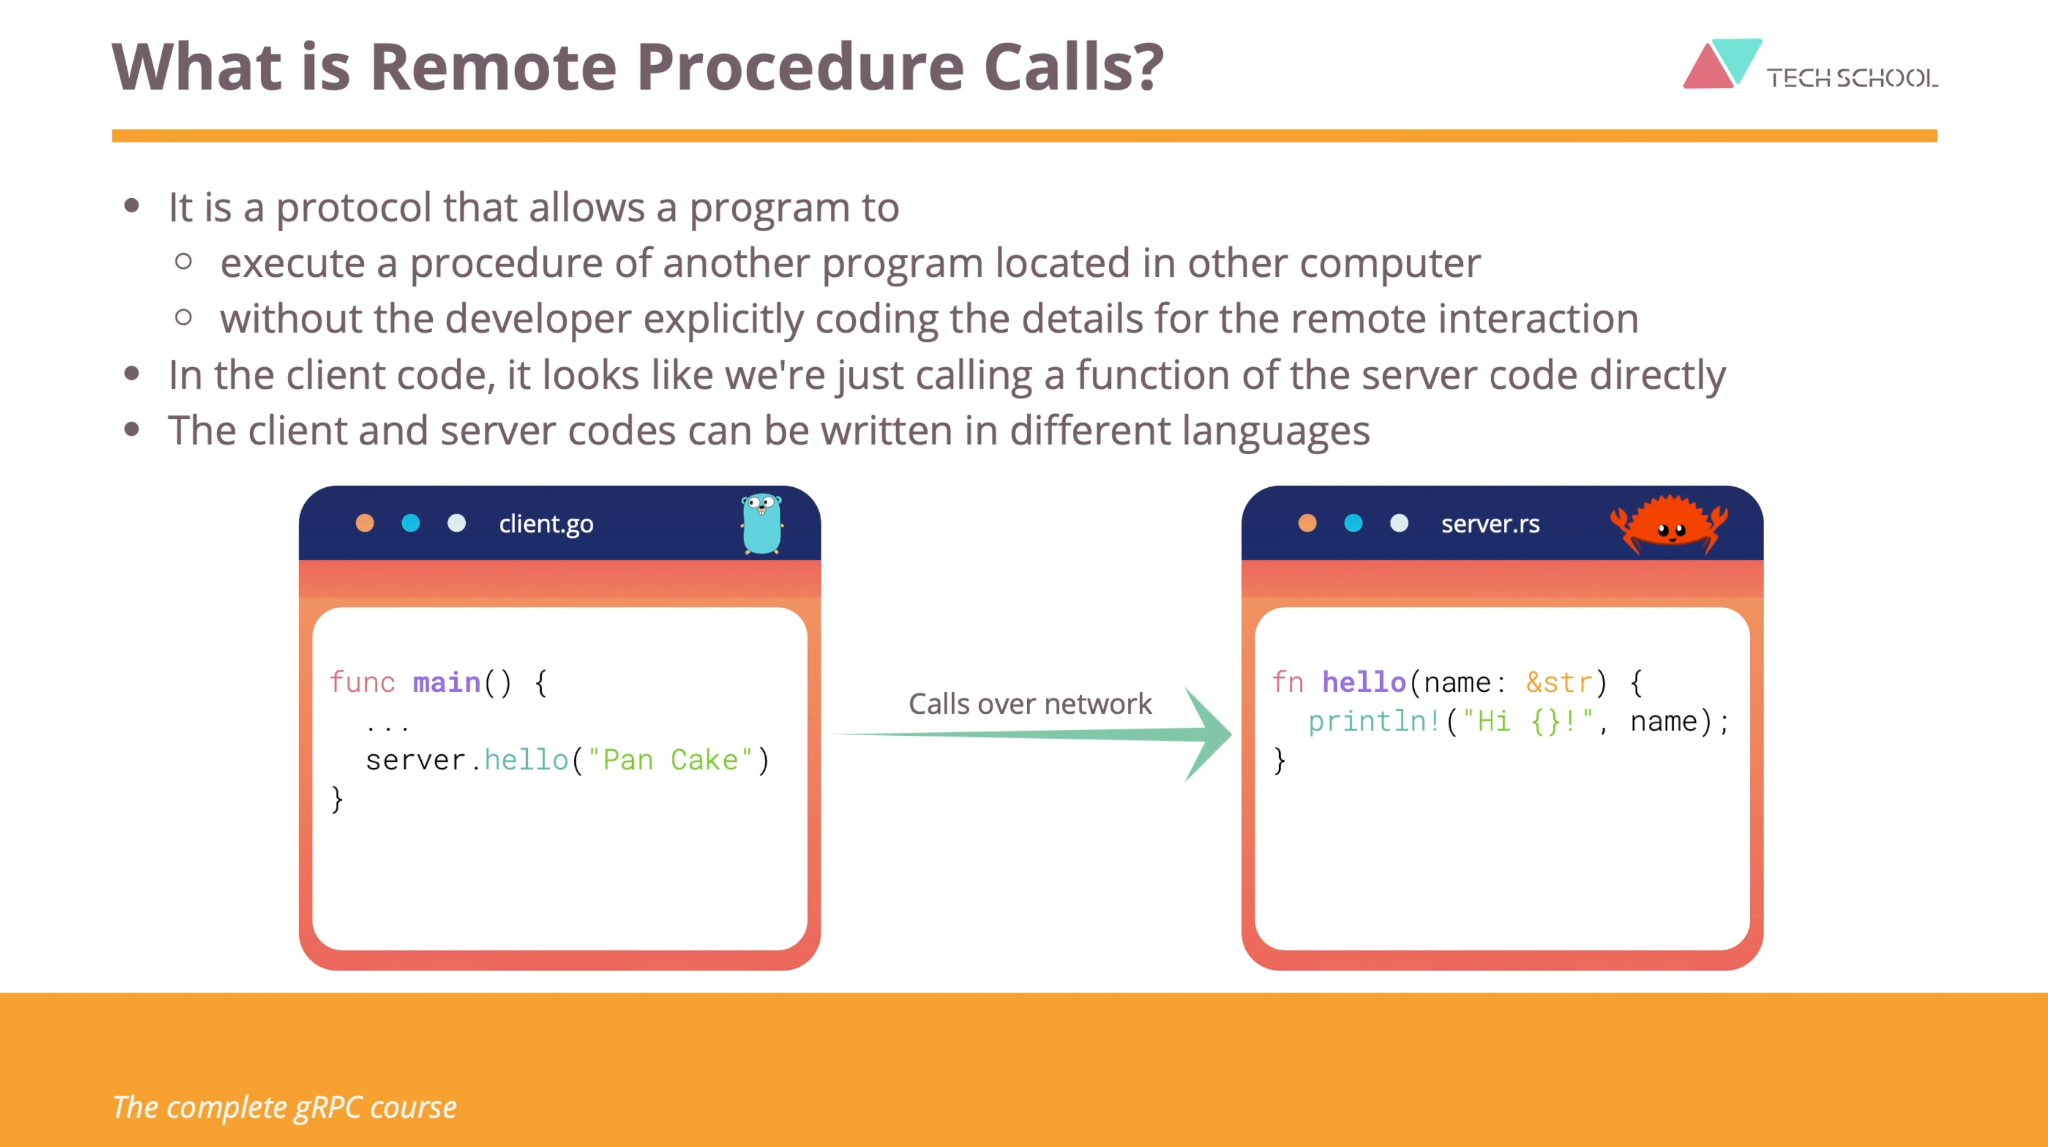 What is Remote Procedure Calls?
TECH SCHOOL
• It is a protocol that allows a program to
○ execute a procedure of another program located in other computer
○ without the developer explicitly coding the details for the remote interaction
• In the client code, it looks like we're just calling a function of the server code directly
• The client and server codes can be written in different languages
client.go
func main() {
  ...
  server.hello("Pan Cake")
}
Calls over network
server.rs
fn hello(name: &str) {
  println!("Hi {}!", name);
}
The complete gRPC course